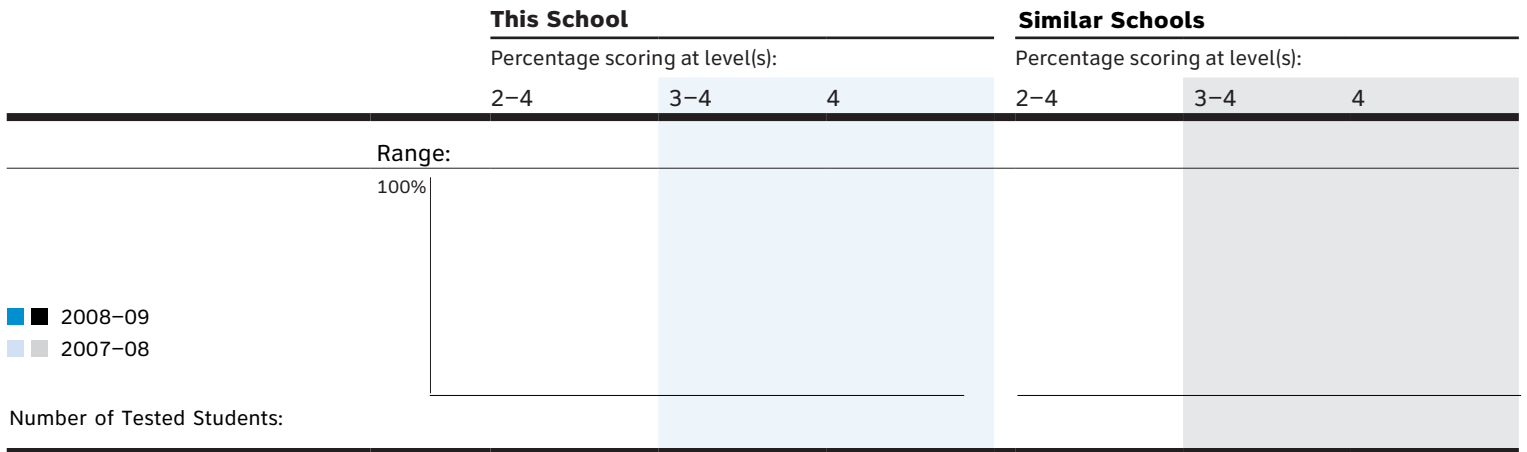 This School Similar Schools
Percentage scoring at level(s): Percentage scoring at level(s):
2–4 3–4 4 2–4 3–4 4
Range:
100%
2008–09
2007–08
Number of Tested Students: